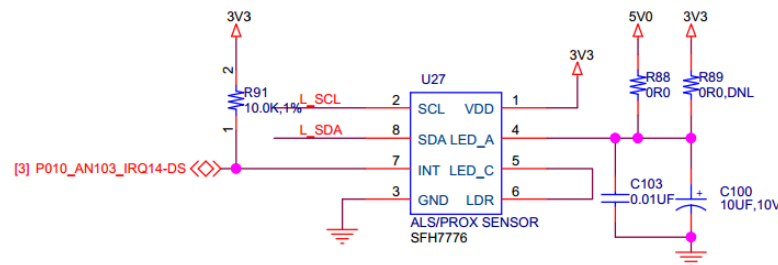 3V3
5V0
3V3
2
R91
10.0K,1%
1
U27
3V3
R88
0R0
R89
0R0,DNL
L_SCL
2
SCL
VDD
1
L_SDA
8
SDA
LED_A
4
[3] P010_AN103_IRQ14-DS
7
INT
LED_C
5
3
GND
LDR
6
ALS/PROX SENSOR
SFH7776
C103
0.01UF
+
C100
10UF,10V